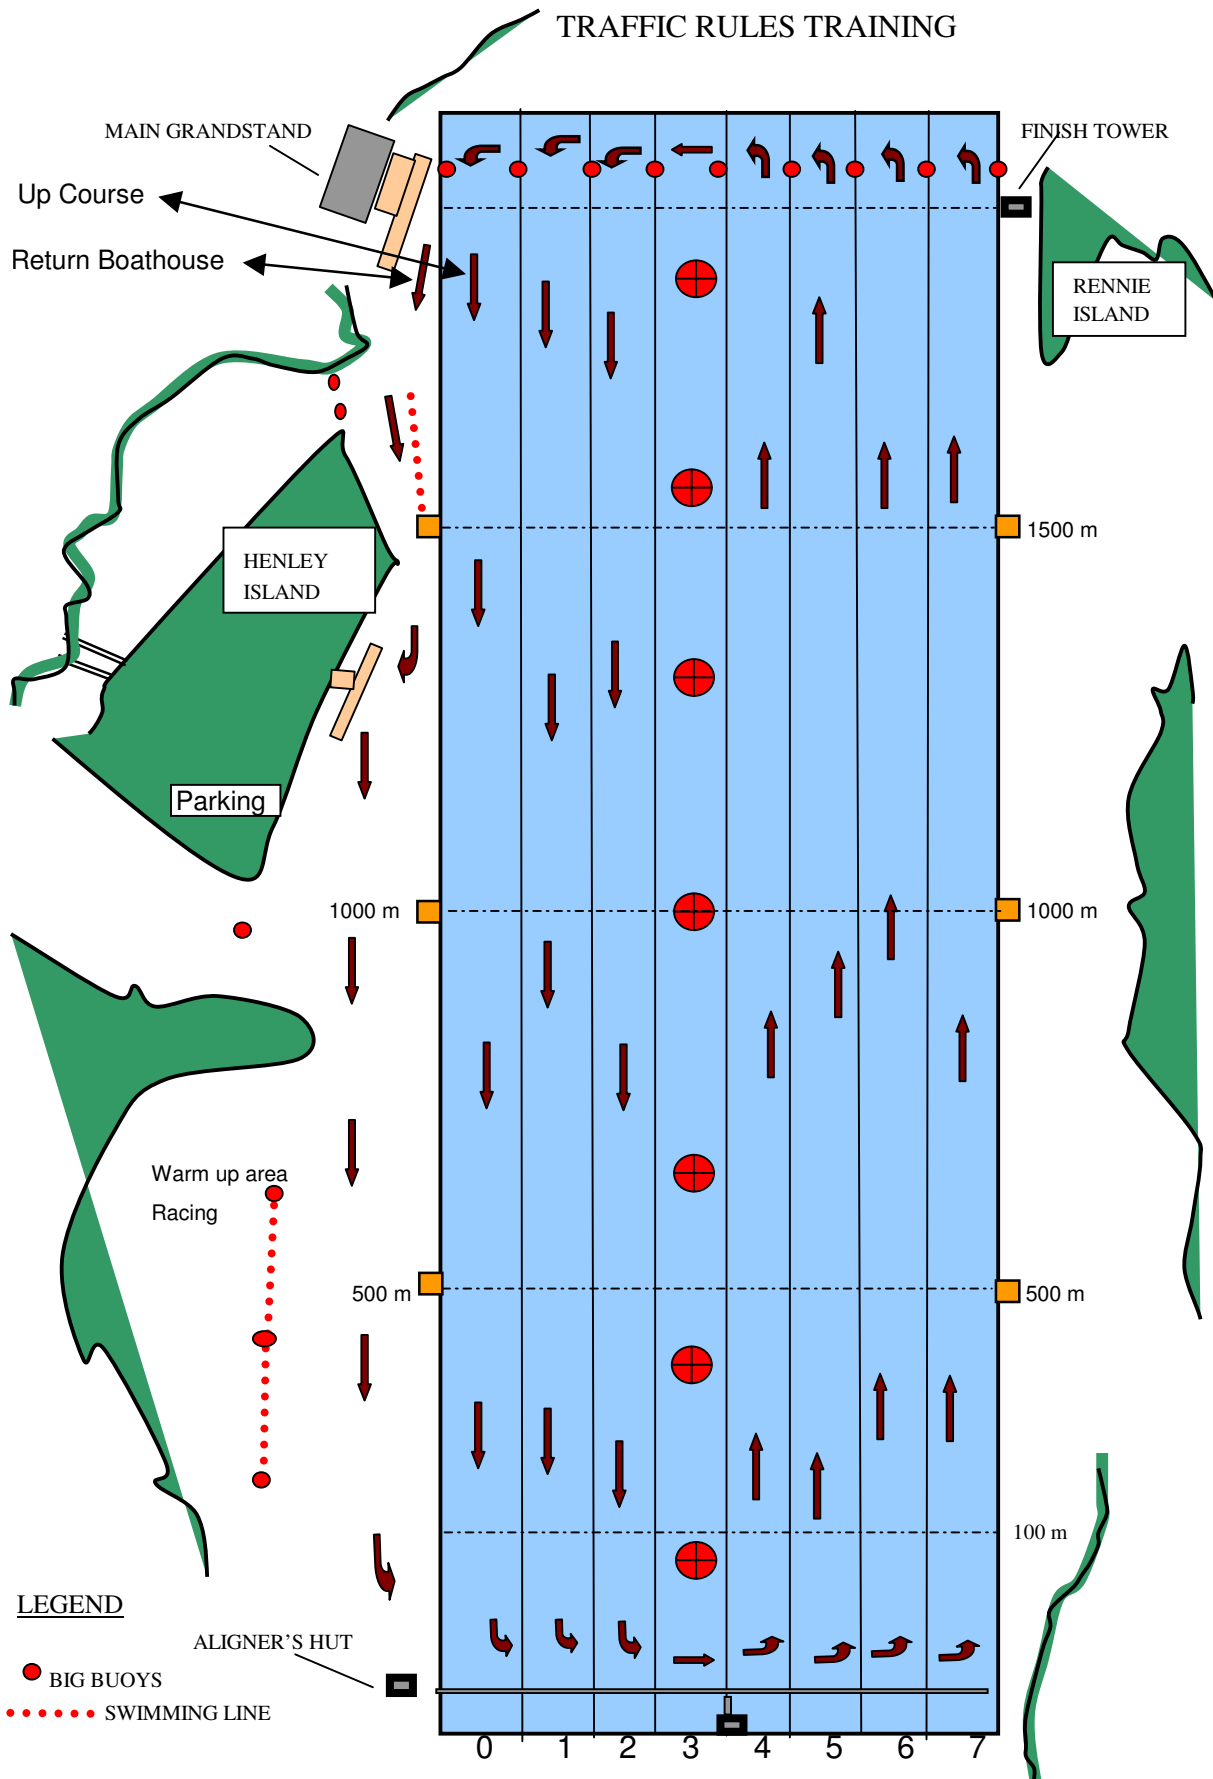 TRAFFIC RULES TRAINING
MAIN GRANDSTAND
FINISH TOWER
Up Course
Return Boathouse
RENNIE
ISLAND
1500 m
HENLEY
ISLAND
Parking
1000 m
1000 m
Warm up area
Racing
500 m
500 m
100 m
LEGEND
ALIGNER'S HUT
BIG BUOYS
SWIMMING LINE
0 1 2 3 4 5 6 7